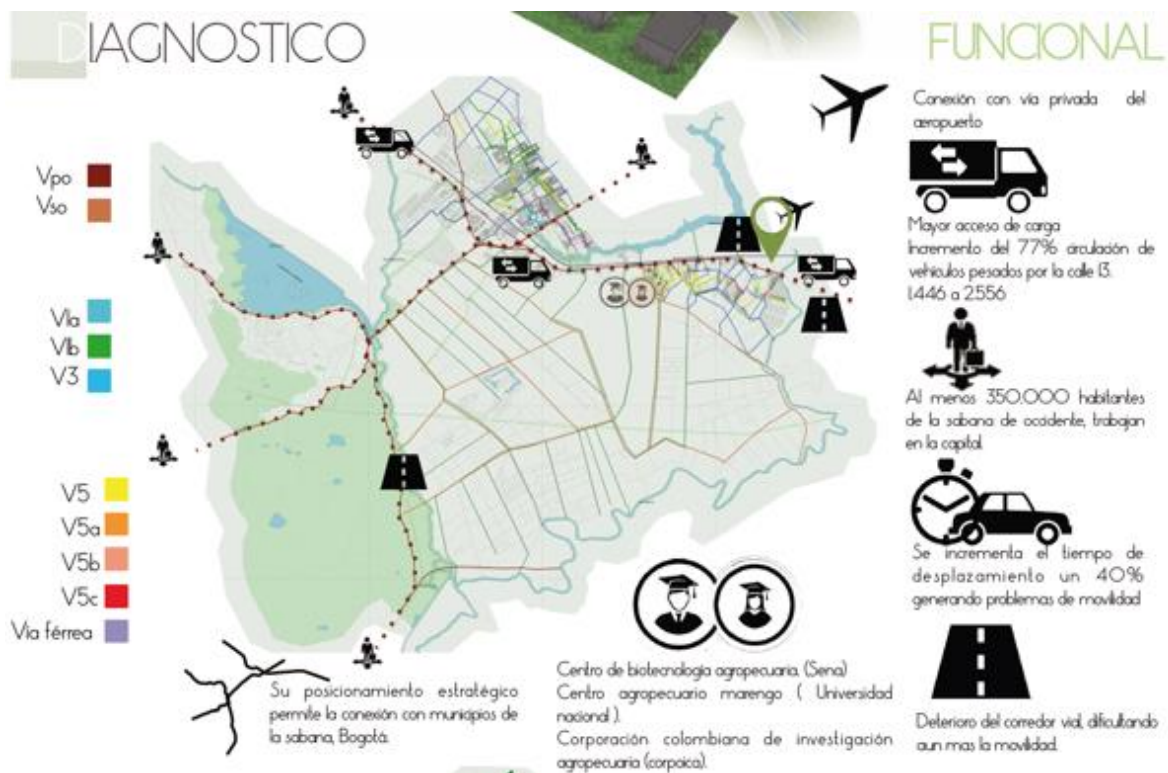 DIAGNOSTICO
FUNCIONAL
Vpo
Vso
V1a
V1b
V3
V5
V5a
V5b
V5c
Via férrea
Su posicionamiento estratégico
permite la conexión con municipios de
la sabana, Bogotá.
Centro de biotecnología agropecuaria. (Sena)
Centro agropecuario marengo ( Universidad
nacional ).
Corporación colombiana de investigación
agropecuaria (corpoica).
Conexión con via privada del
aeropuerto
Mayor acceso de carga
Incremento del 77% circulación de
vehículos pesados por la calle 13.
1.446 a 2.556
Al menos 350.000 habitantes
de la sabana de occidente, trabajan
en la capital.
Se incrementa el tiempo de
desplazamiento un 40%
generando problemas de movilidad
Deterioro del corredor vial, dificultando
aun mas la movilidad.